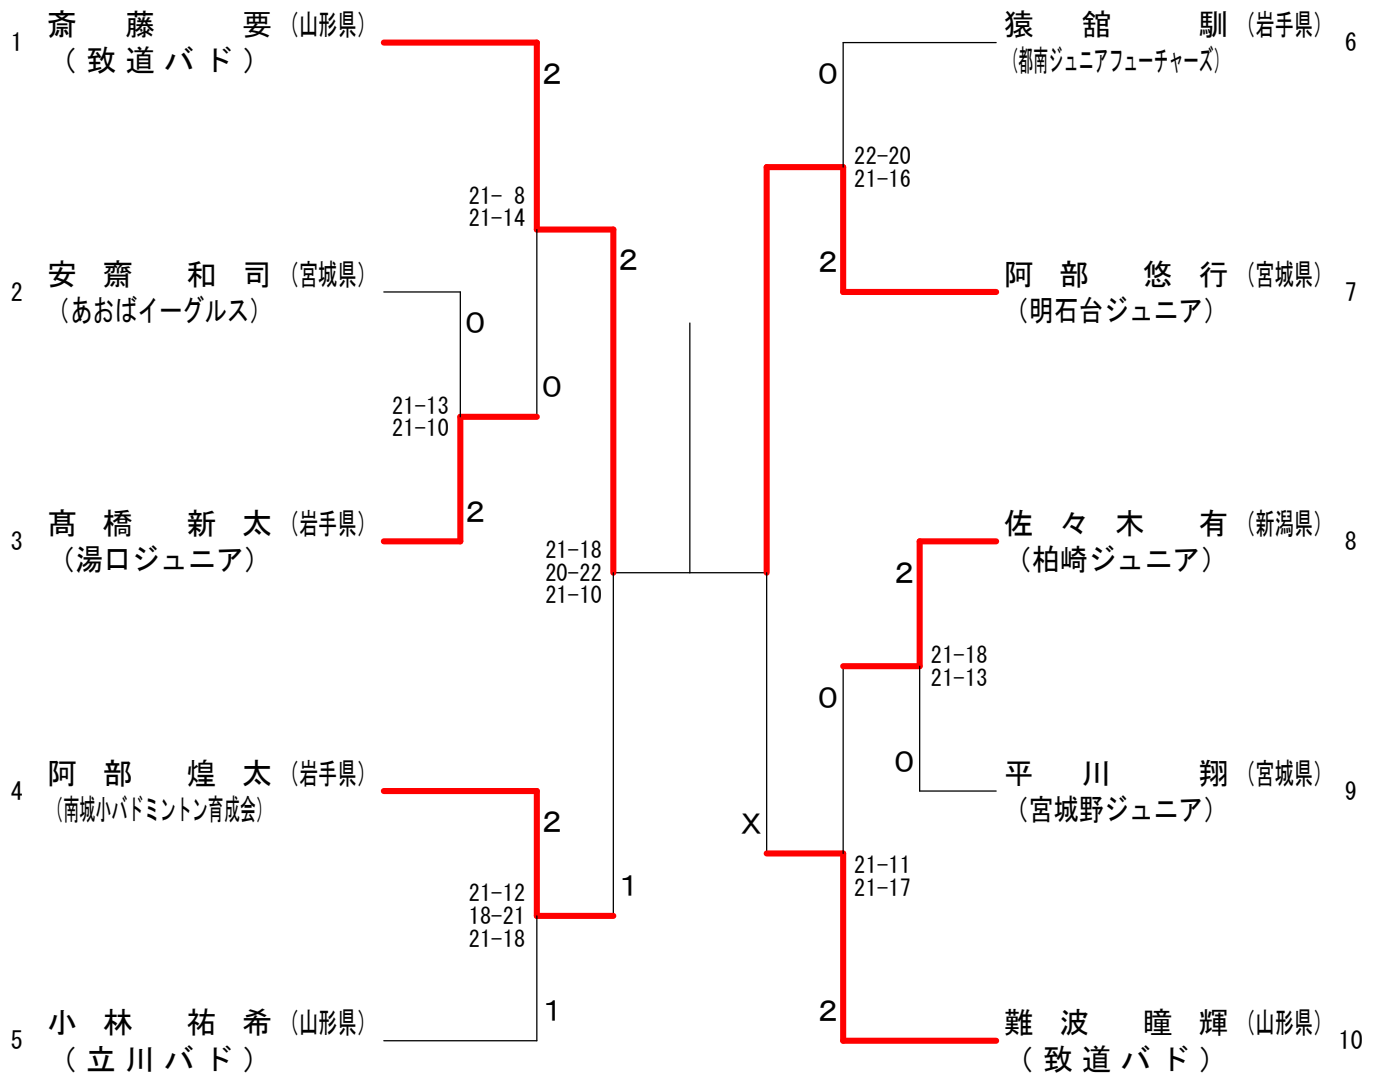 1 斎藤 要 (山形県)
(致道バド)
2 安齋 和司 (宮城県)
(あおばイーグルス)
3 髙橋 新太 (岩手県)
(湯口ジュニア)
4 阿部 煌太 (岩手県)
(南城小バドミントン育成会)
5 小林 祐希 (山形県)
(立川バド)
2
21- 8
21-14
0
0
21-13
21-10
2
2
21-18
20-22
21-10
2
21-12
18-21
21-18
1
1
猿舘 馴 (岩手県) 6
(都南ジュニアフューチャーズ)
阿部 悠行 (宮城県) 7
(明石台ジュニア)
佐々木 有 (新潟県) 8
(柏崎ジュニア)
平川 翔 (宮城県) 9
(宮城野ジュニア)
難波 瞳輝 (山形県) 10
(致道バド)
0
22-20
21-16
2
2
21-18
21-13
0
0
X
21-11
21-17
2